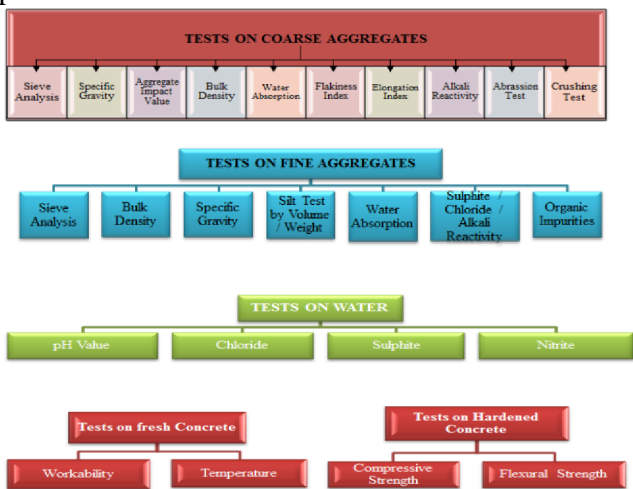 TESTS ON COARSE AGGREGATES
Sieve
Analysis
Specific
Gravity
Aggregate
Impact
Value
Bulk
Density
Water
Absorption
Flakiness
Index
Elongation
Index
Alkali
Reactivity
Abrassion
Test
Crushing
Test
TESTS ON FINE AGGREGATES
Sieve
Analysis
Bulk
Density
Specific
Gravity
Silt Test
by Volume
/ Weight
Water
Absorption
Sulphite /
Chloride /
Alkali
Reactivity
Organic
Impurities
TESTS ON WATER
pH Value
Chloride
Sulphite
Nitrite
Tests on fresh Concrete
Workability
Temperature
Tests on Hardened
Concrete
Compressive
Strength
Flexural Strength